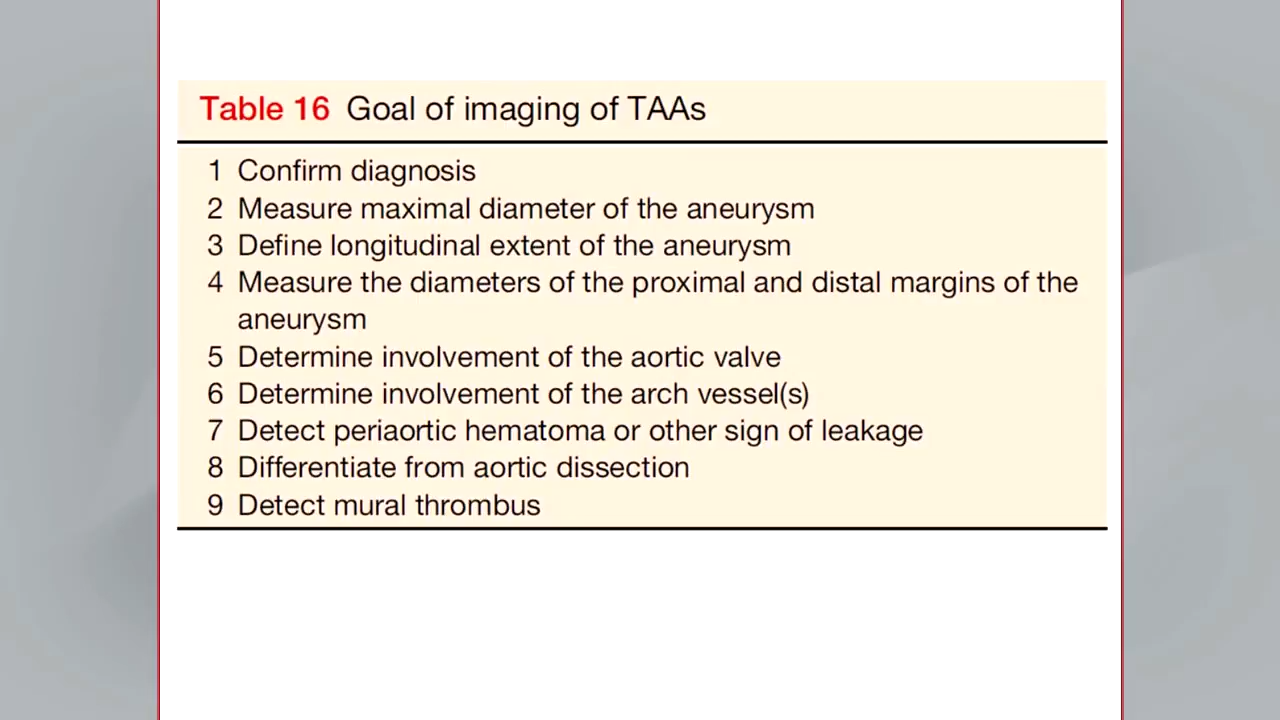 Table 16 Goal of imaging of TAAs
1 Confirm diagnosis
2 Measure maximal diameter of the aneurysm
3 Define longitudinal extent of the aneurysm
4 Measure the diameters of the proximal and distal margins of the
aneurysm
5 Determine involvement of the aortic valve
6 Determine involvement of the arch vessel(s)
7 Detect periaortic hematoma or other sign of leakage
8 Differentiate from aortic dissection
9 Detect mural thrombus